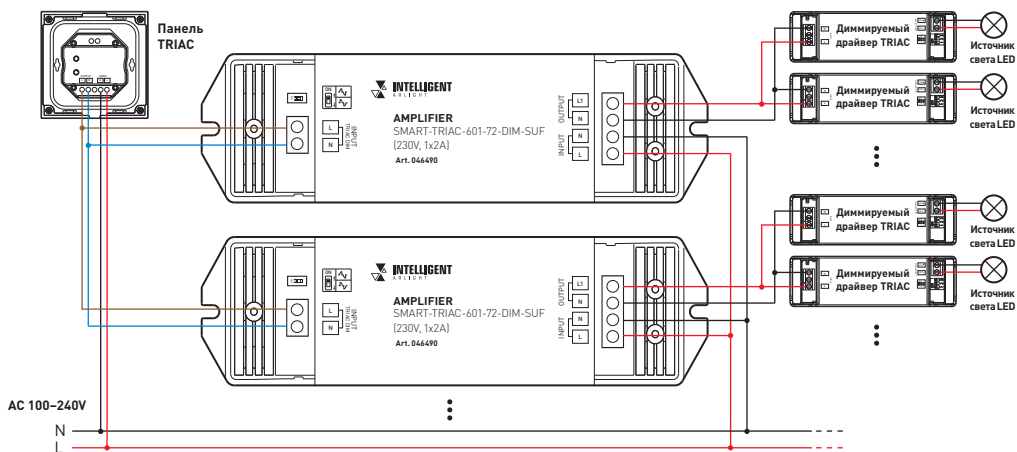 Панель
TRIAC
INTELLIGENT
ARLIGHT
AMPLIFIER
SMART-TRIAC-601-72-DIM-SUF
(230V, 1x2A)
Art. 046490
ON
L
N
INPUT
TRIAC DIM
L1
N
N
L
OUTPUT
INPUT
Диммируемый
драйвер TRIAC
Источник
света LED
Диммируемый
драйвер TRIAC
Источник
света LED
INTELLIGENT
ARLIGHT
AMPLIFIER
SMART-TRIAC-601-72-DIM-SUF
(230V, 1x2A)
Art. 046490
ON
L
N
INPUT
TRIAC DIM
L1
N
N
L
OUTPUT
INPUT
Диммируемый
драйвер TRIAC
Источник
света LED
Диммируемый
драйвер TRIAC
Источник
света LED
AC 100–240V
N
L